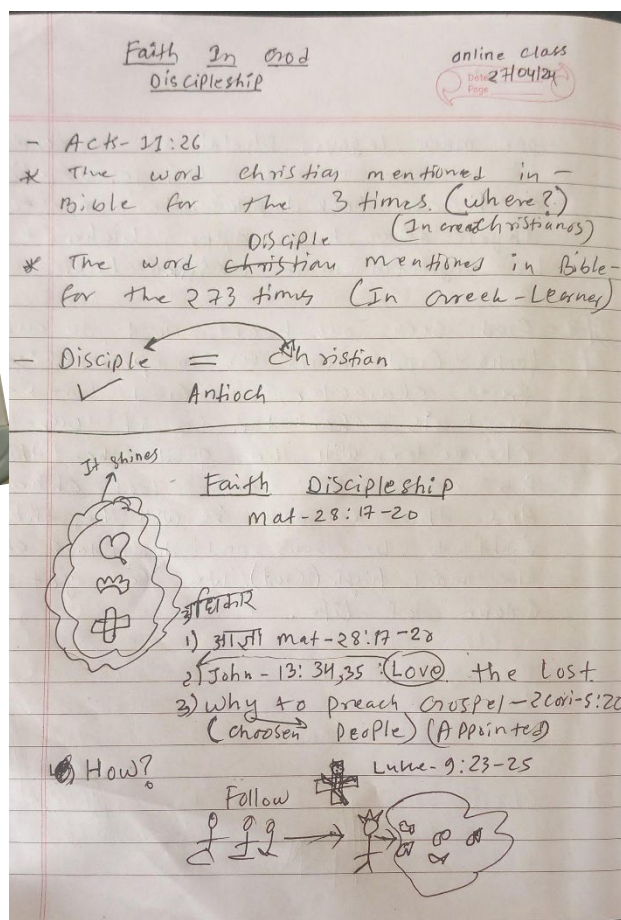 Faith In God
Discipleship
online class
Date 27/04/24
Page
- Act- 11:26
* The word christian mentioned in -
Bible for the 3 times. (where?)
(In creathristianos)
Disciple
* The word christian mentiones in Bible-
for the 273 times (In Greek - Learner)
- Disciple = Christian
✓ Antioch
It shines
Faith Discipleship
mat-28:17-20
अधिकार
1) आज्ञा mat-28:17-20
2) John - 13:34,35 : Love the lost
3) Why to preach Gospel - 2cori-5:20
(choosen People) (Appointed)
How?
Luke-9:23-25
Follow